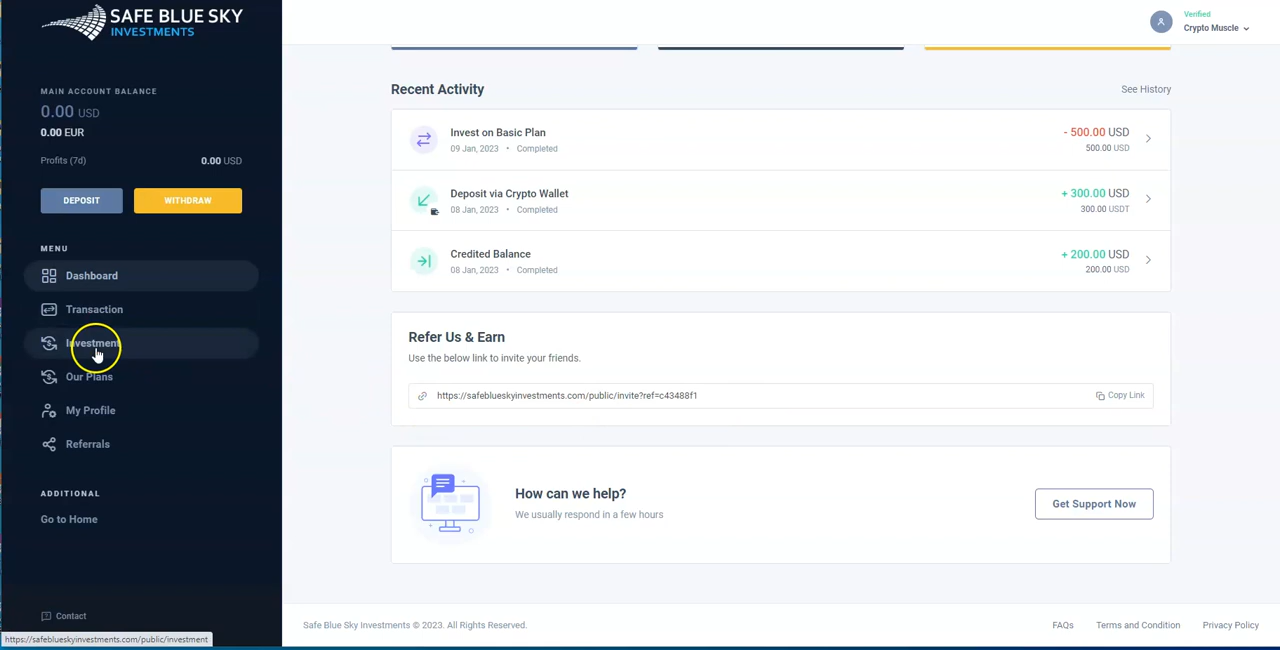 SAFE BLUE SKY
INVESTMENTS
Verified
Crypto Muscle
MAIN ACCOUNT BALANCE
0.00 USD
0.00 EUR
Profits (7d) 0.00 USD
DEPOSIT WITHDRAW
MENU
Dashboard
Transaction
Investment
Our Plans
My Profile
Referrals
ADDITIONAL
Go to Home
Contact
https://safeblueskyinvestments.com/public/investment
Recent Activity See History
Invest on Basic Plan - 500.00 USD
09 Jan, 2023 • Completed 500.00 USD
Deposit via Crypto Wallet + 300.00 USD
08 Jan, 2023 • Completed 300.00 USDT
Credited Balance + 200.00 USD
08 Jan, 2023 • Completed 200.00 USD
Refer Us & Earn
Use the below link to invite your friends.
https://safeblueskyinvestments.com/public/invite?ref=c43488f1 Copy Link
How can we help?
We usually respond in a few hours
Get Support Now
Safe Blue Sky Investments © 2023. All Rights Reserved. FAQs Terms and Condition Privacy Policy